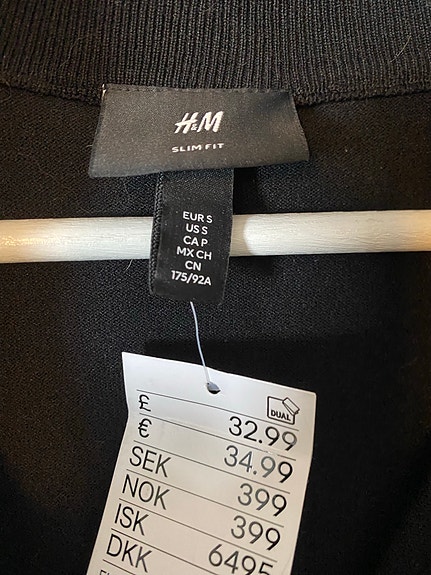 H&M
SLIM FIT
EUR S
US S
CA P
MX CH
CN
175/92A
DUAL
£ 32.99
€ 34.99
SEK 399
NOK 399
ISK 6495
DKK